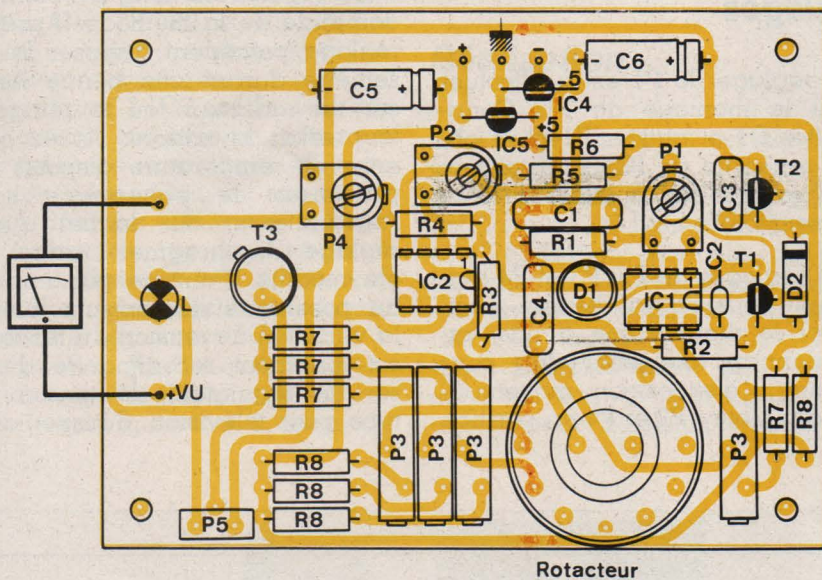 + -
C5 + C6 +
-5
IC4
+5
IC5
P2 R6 P1
R5 C3 T2
C1
R4 R1
T3 P4
IC2 R3 C4 D1 IC1 1 C2 T1 D2
L
R2
R7
R7
R7
+VU
P3 P3 P3 P3 R7 R8
R8
R8
R8
P5
Rotacteur